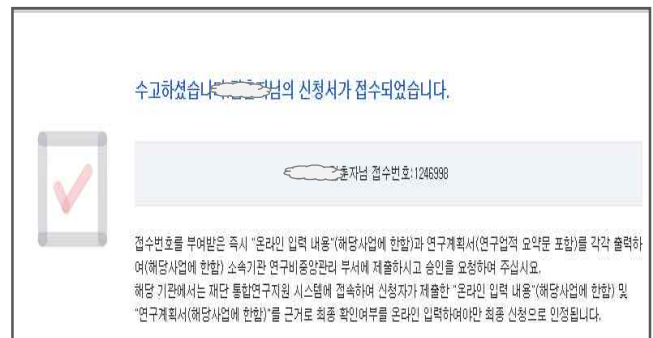 수고하셨습니 님의 신청서가 접수되었습니다.
춘자님 접수번호:1246998
접수번호를 부여받은 즉시 "온라인 입력 내용"(해당사업에 한함)과 연구계획서(연구업적 요약문 포함)를 각각 출력하
여(해당사업에 한함) 소속기관 연구비중앙관리 부서에 제출하시고 승인을 요청하여 주십시요.
해당 기관에서는 재단 통합연구지원 시스템에 접속하여 신청자가 제출한 "온라인 입력 내용"(해당사업에 한함) 및
"연구계획서(해당사업에 한함)"를 근거로 최종 확인여부를 온라인 입력하여야만 최종 신청으로 인정됩니다.